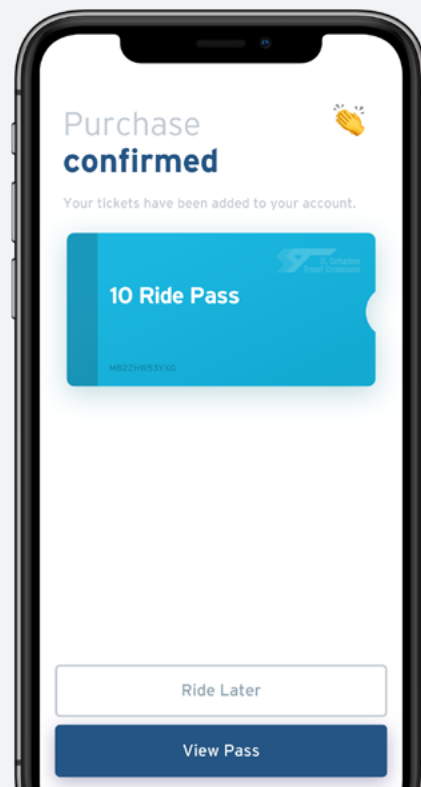 Purchase
confirmed
Your tickets have been added to your account.
St. Catharines
Transit Commission
10 Ride Pass
Ride Later
View Pass